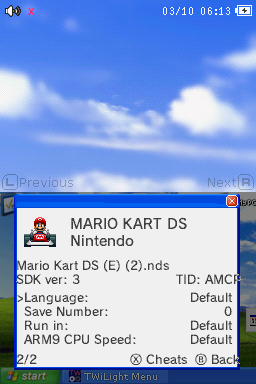 03/10 06:13
L Previous
Next R
MARIO KART DS
Nintendo
Mario Kart DS (E) (2).nds
SDK ver: 3
TID: AMCP
>Language: Default
Save Number: 0
Run in: Default
ARM9 CPU Speed: Default
2/2
X Cheats B Back
start
TWiLight Menu